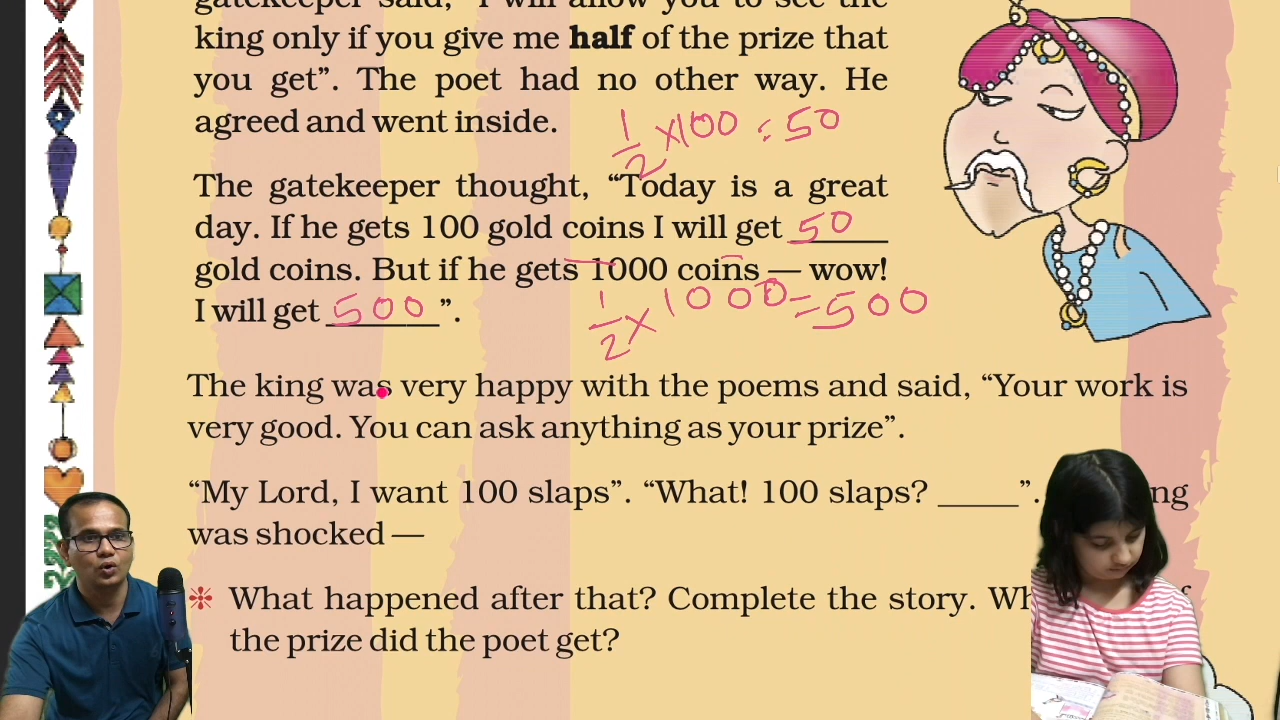 gatekeeper said, “I will allow you to see the
king only if you give me half of the prize that
you get”. The poet had no other way. He
agreed and went inside.
1/2 ×100 = 50
The gatekeeper thought, “Today is a great
day. If he gets 100 gold coins I will get 50
gold coins. But if he gets 1000 coins — wow!
I will get 500”.
1/2 × 1000 = 500
The king was very happy with the poems and said, “Your work is
very good. You can ask anything as your prize”.
“My Lord, I want 100 slaps”. “What! 100 slaps? _____”.
was shocked —
What happened after that? Complete the story.
the prize did the poet get?